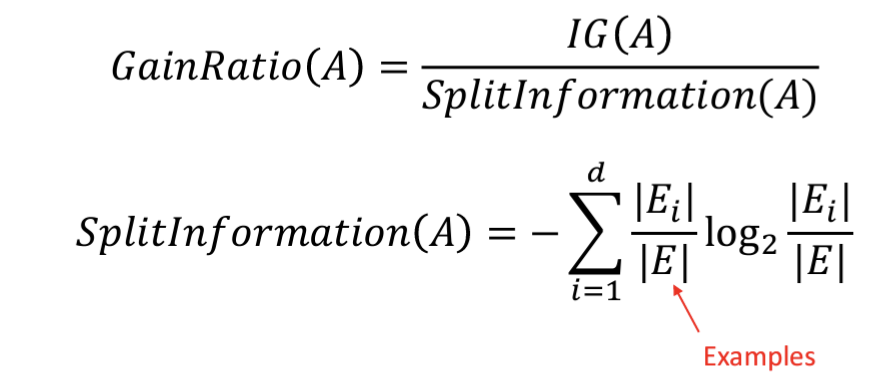 GainRatio(A) = IG(A) / SplitInformation(A)
SplitInformation(A) = − ∑_{i=1}^{d} |E_i| / |E| log₂ |E_i| / |E|
Examples